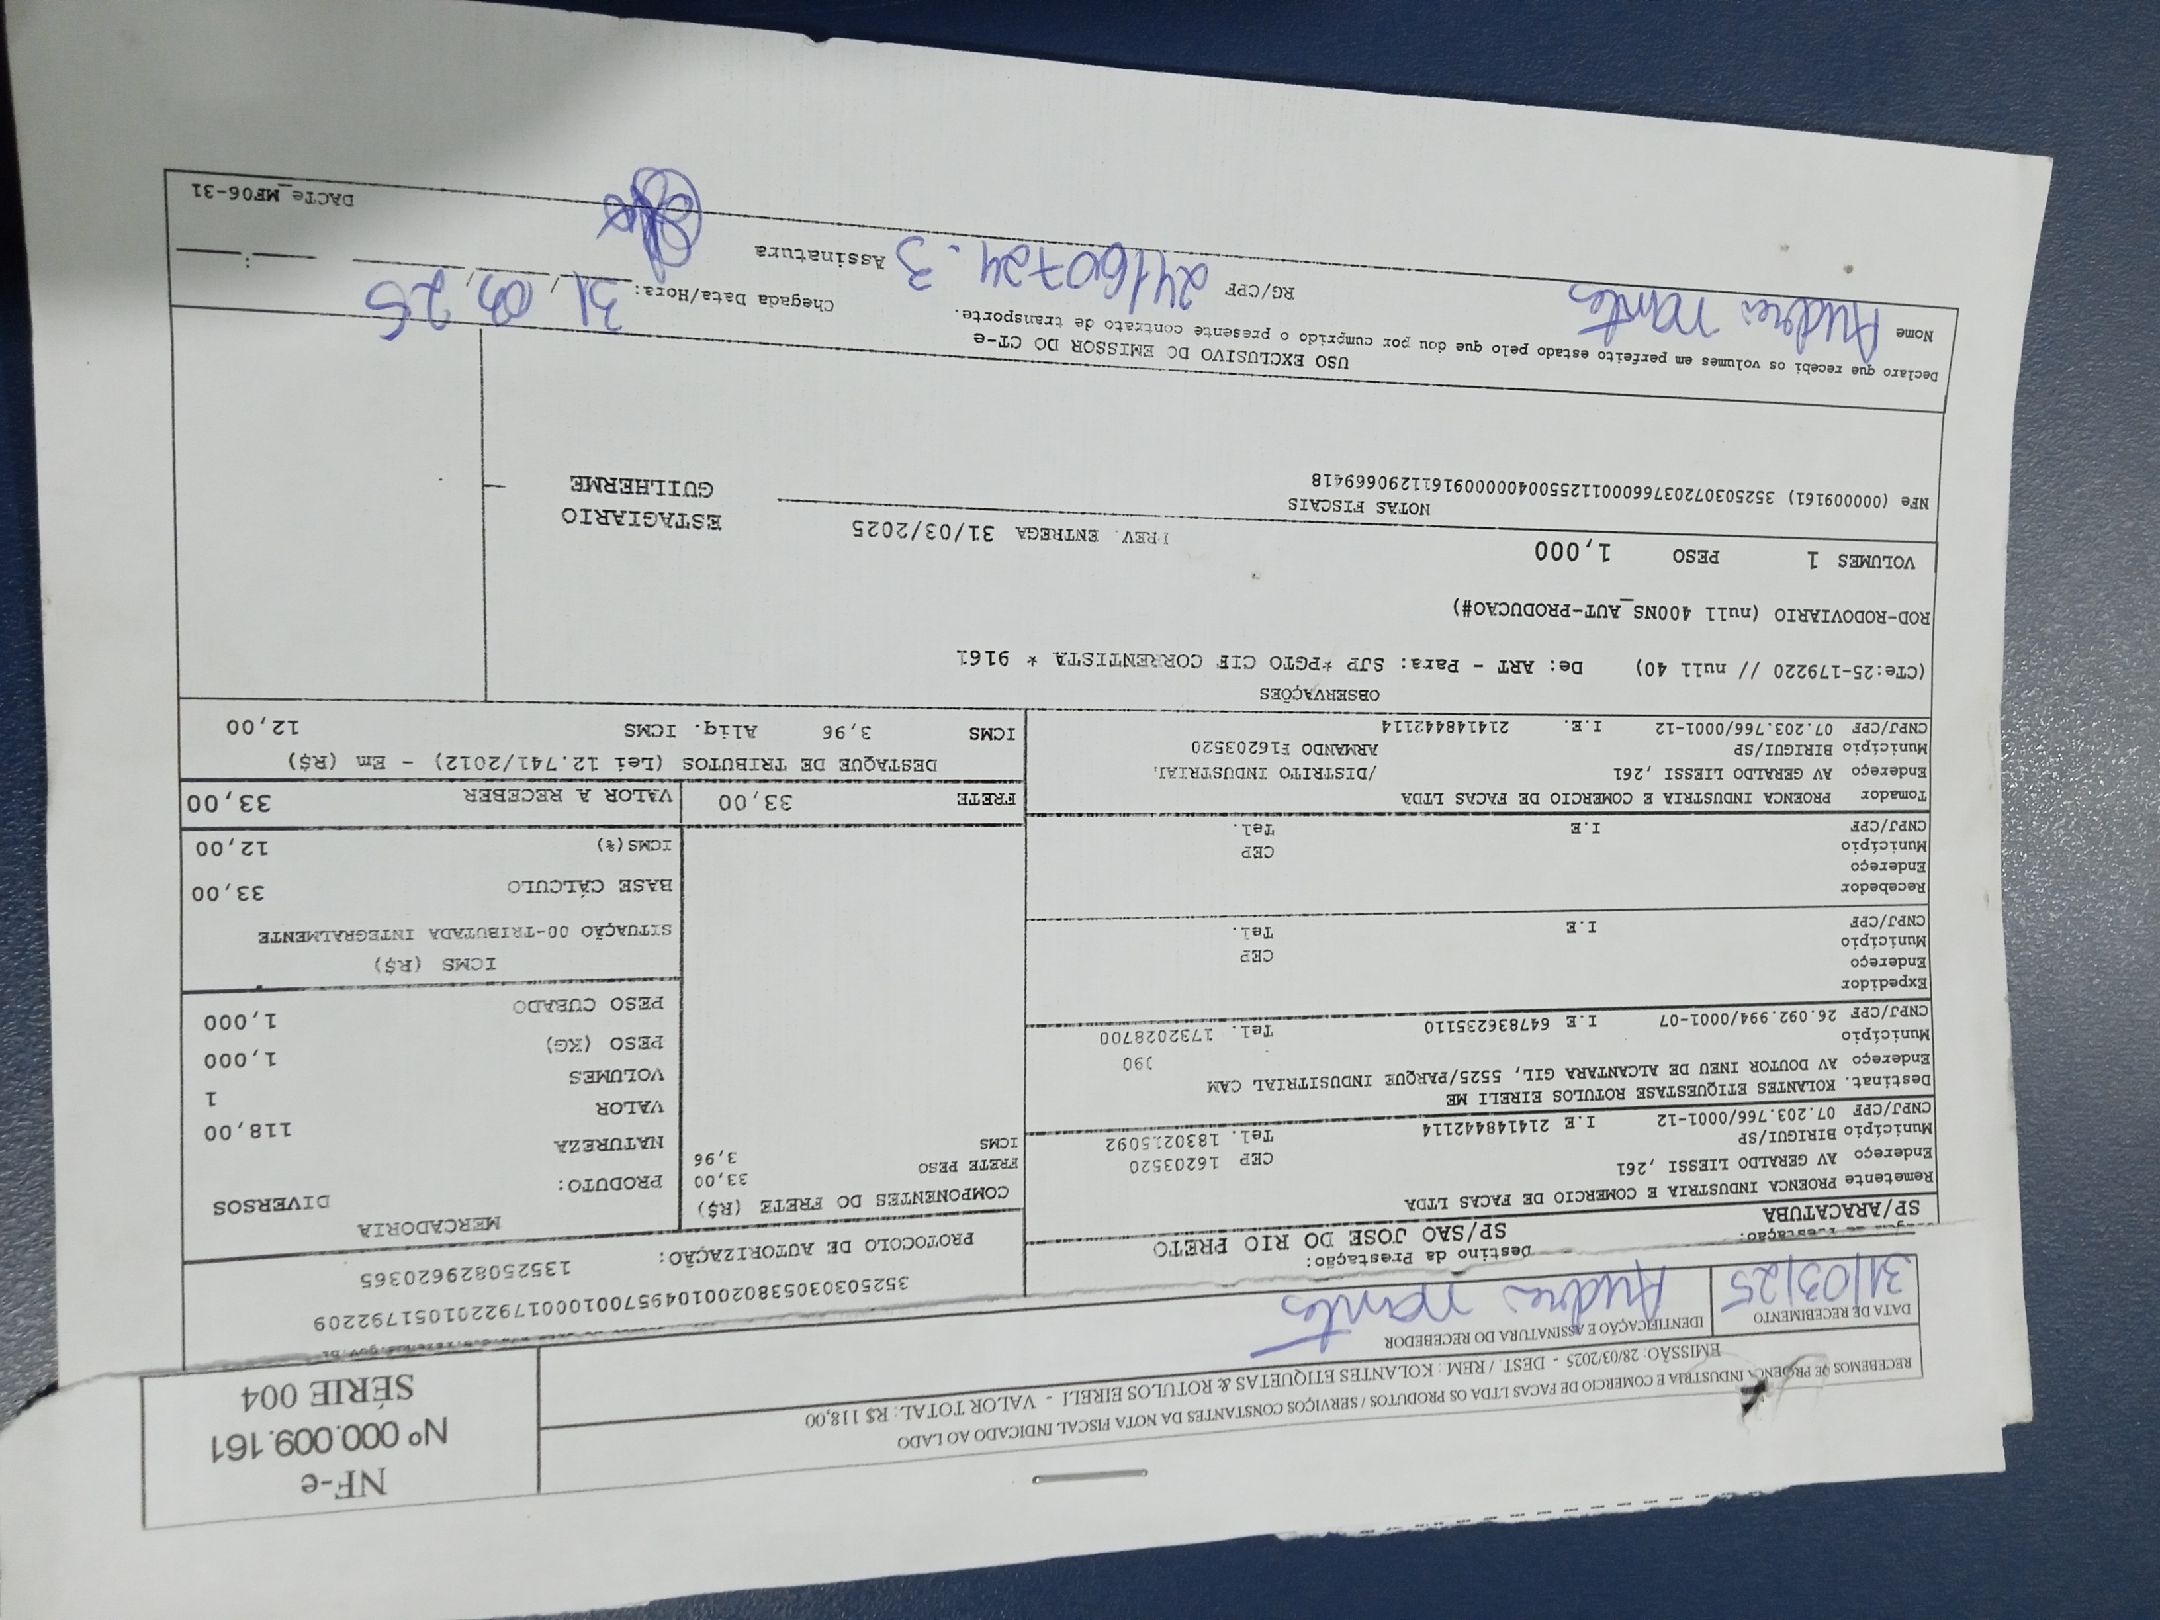 NF-e
Nº 000.009.161
SÉRIE 004
RECEBEMOS DE PROENCA INDUSTRIA E COMERCIO DE FACAS LTDA OS PRODUTOS / SERVIÇOS CONSTANTES DA NOTA FISCAL INDICADO AO LADO
EMISSÃO: 28/03/2025 - DEST. / REM.: KOLANTES ETIQUETAS & ROTULOS EIRELI - VALOR TOTAL: R$ 118,00
DATA DE RECEBIMENTO
31/03/25
IDENTIFICAÇÃO E ASSINATURA DO RECEBEDOR
Andrei nantes
SP/ARACATUBA
Destino da Prestação:
SP/SAO JOSE DO RIO PRETO
35250303053802001049570010001792201051792209
PROTOCOLO DE AUTORIZAÇÃO:
135250829620365
Remetente PROENCA INDUSTRIA E COMERCIO DE FACAS LTDA
Endereço AV GERALDO LIESSI ,261
Município BIRIGUI/SP CEP 16203520
CNPJ/CPF 07.203.766/0001-12 I.E 214148442114 Tel. 1830215092
Destinat. KOLANTES ETIQUESTASE ROTULOS EIRELI ME
Endereço AV DOUTOR INEU DE ALCANTARA GIL, 5525/PARQUE INDUSITRIAL CAM
Município 090
CNPJ/CPF 26.092.994/0001-07 I.E 647836235110 Tel. 1732028700
Expedidor
Endereço
Município CEP
CNPJ/CPF I.E Tel.
Recebedor
Endereço
Município CEP
CNPJ/CPF I.E Tel.
Tomador PROENCA INDUSTRIA E COMERCIO DE FACAS LTDA
Endereço AV GERALDO LIESSI ,261 /DISTRITO INDUSTRIAL
Município BIRIGUI/SP ARMANDO E16203520
CNPJ/CPF 07.203.766/0001-12 I.E. 214148442114
COMPONENTES DO FRETE (R$)
FRETE PESO 33,00
ICMS 3,96
MERCADORIA
PRODUTO: DIVERSOS
NATUREZA
VALOR 118,00
VOLUMES 1
PESO (KG) 1,000
PESO CUBADO 1,000
ICMS (R$)
SITUAÇÃO 00-TRIBUTADA INTEGRALMENTE
BASE CÁLCULO 33,00
ICMS(%) 12,00
FRETE 33,00 VALOR A RECEBER 33,00
DESTAQUE DE TRIBUTOS (Lei 12.741/2012) - Em (R$)
ICMS 3,96 Aliq. ICMS 12,00
OBSERVAÇÕES
(CTe:25-179220 // null 40) De: ART - Para: SJP *PGTO CIF CORRENTISTA * 9161
ROD-RODOVIARIO (null 400NS_AUT-PRODUCAO#)
VOLUMES 1 PESO 1,000 PREV. ENTREGA 31/03/2025
ESTAGIARIO
GUILHERME
NOTAS FISCAIS
NFe (000009161) 35250307203766000112550040000091611290669418
USO EXCLUSIVO DO EMISSOR DO CT-e
Declaro que recebi os volumes em perfeito estado pelo que dou por cumprido o presente contrato de transporte.
Nome Andrei nantes RG/CPF 24160724-3 Assinatura
Chegada Data/Hora: 31/03/25
DACTe_MF06-31